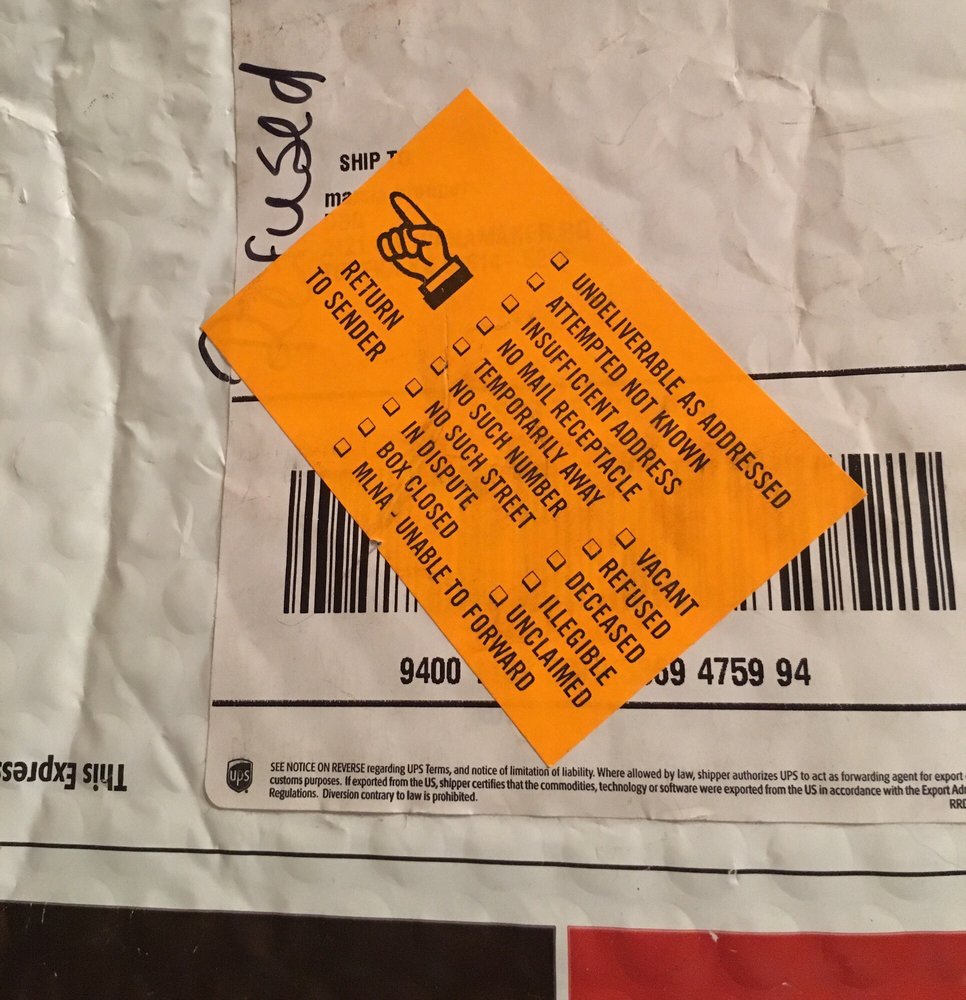 fused
SHIP T
ma
RETURN
TO SENDER
UNDELIVERABLE AS ADDRESSED
ATTEMPTED NOT KNOWN
INSUFFICIENT ADDRESS
NO MAIL RECEPTACLE
TEMPORARILY AWAY
NO SUCH NUMBER
NO SUCH STREET
IN DISPUTE
BOX CLOSED
MLNA - UNABLE TO FORWARD
VACANT
REFUSED
DECEASED
ILLEGIBLE
UNCLAIMED
9400 59 4759 94
This Express
ups
SEE NOTICE ON REVERSE regarding UPS Terms, and notice of limitation of liability. Where allowed by law, shipper authorizes UPS to act as forwarding agent for export
customs purposes. If exported from the US, shipper certifies that the commodities, technology or software were exported from the US in accordance with the Export Adm
Regulations. Diversion contrary to law is prohibited.
RRD